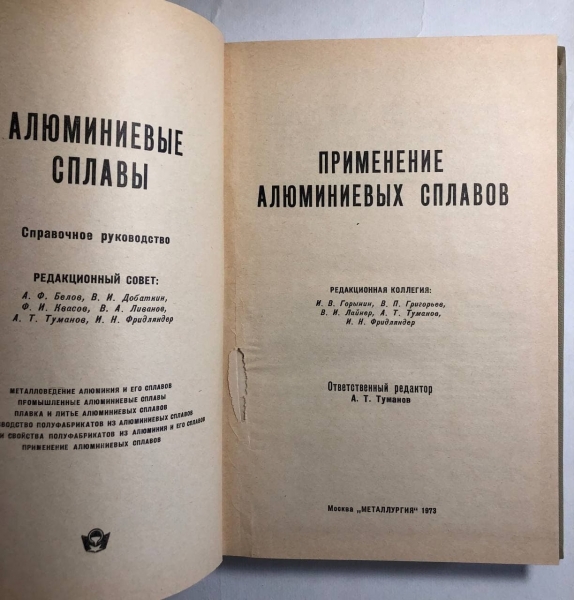 АЛЮМИНИЕВЫЕ
СПЛАВЫ
Справочное руководство
РЕДАКЦИОННЫЙ СОВЕТ:
А. Ф. Белов, В. И. Добаткин,
Ф. И. Квасов, В. А. Ливанов,
А. Т. Туманов, И. Н. Фридляндер
МЕТАЛЛОВЕДЕНИЕ АЛЮМИНИЯ И ЕГО СПЛАВОВ
ПРОМЫШЛЕННЫЕ АЛЮМИНИЕВЫЕ СПЛАВЫ
ПЛАВКА И ЛИТЬЕ АЛЮМИНИЕВЫХ СПЛАВОВ
ВОДСТВО ПОЛУФАБРИКАТОВ ИЗ АЛЮМИНИЕВЫХ СПЛАВОВ
И СВОЙСТВА ПОЛУФАБРИКАТОВ ИЗ АЛЮМИНИЯ И ЕГО СПЛАВОВ
ПРИМЕНЕНИЕ АЛЮМИНИЕВЫХ СПЛАВОВ
ПРИМЕНЕНИЕ
АЛЮМИНИЕВЫХ СПЛАВОВ
РЕДАКЦИОННАЯ КОЛЛЕГИЯ:
И. В. Горынин, В. П. Григорьев,
В. И. Лайнер, А. Т. Туманов,
И. Н. Фридляндер
Ответственный редактор
А. Т. Туманов
Москва „МЕТАЛЛУРГИЯ" 1973